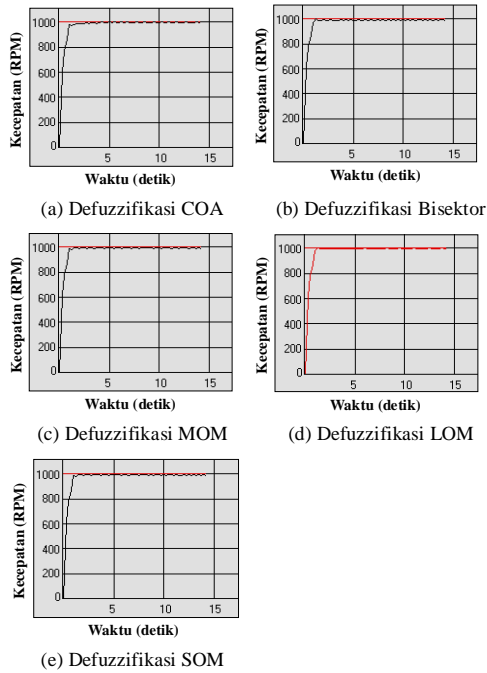 Kecepatan (RPM)
1000
800
600
400
200
0
5 10 15
Waktu (detik)
(a) Defuzzifikasi COA
Kecepatan (RPM)
1000
800
600
400
200
0
5 10 15
Waktu (detik)
(b) Defuzzifikasi Bisektor
Kecepatan (RPM)
1000
800
600
400
200
0
5 10 15
Waktu (detik)
(c) Defuzzifikasi MOM
Kecepatan (RPM)
1000
800
600
400
200
0
5 10 15
Waktu (detik)
(d) Defuzzifikasi LOM
Kecepatan (RPM)
1000
800
600
400
200
0
5 10 15
Waktu (detik)
(e) Defuzzifikasi SOM